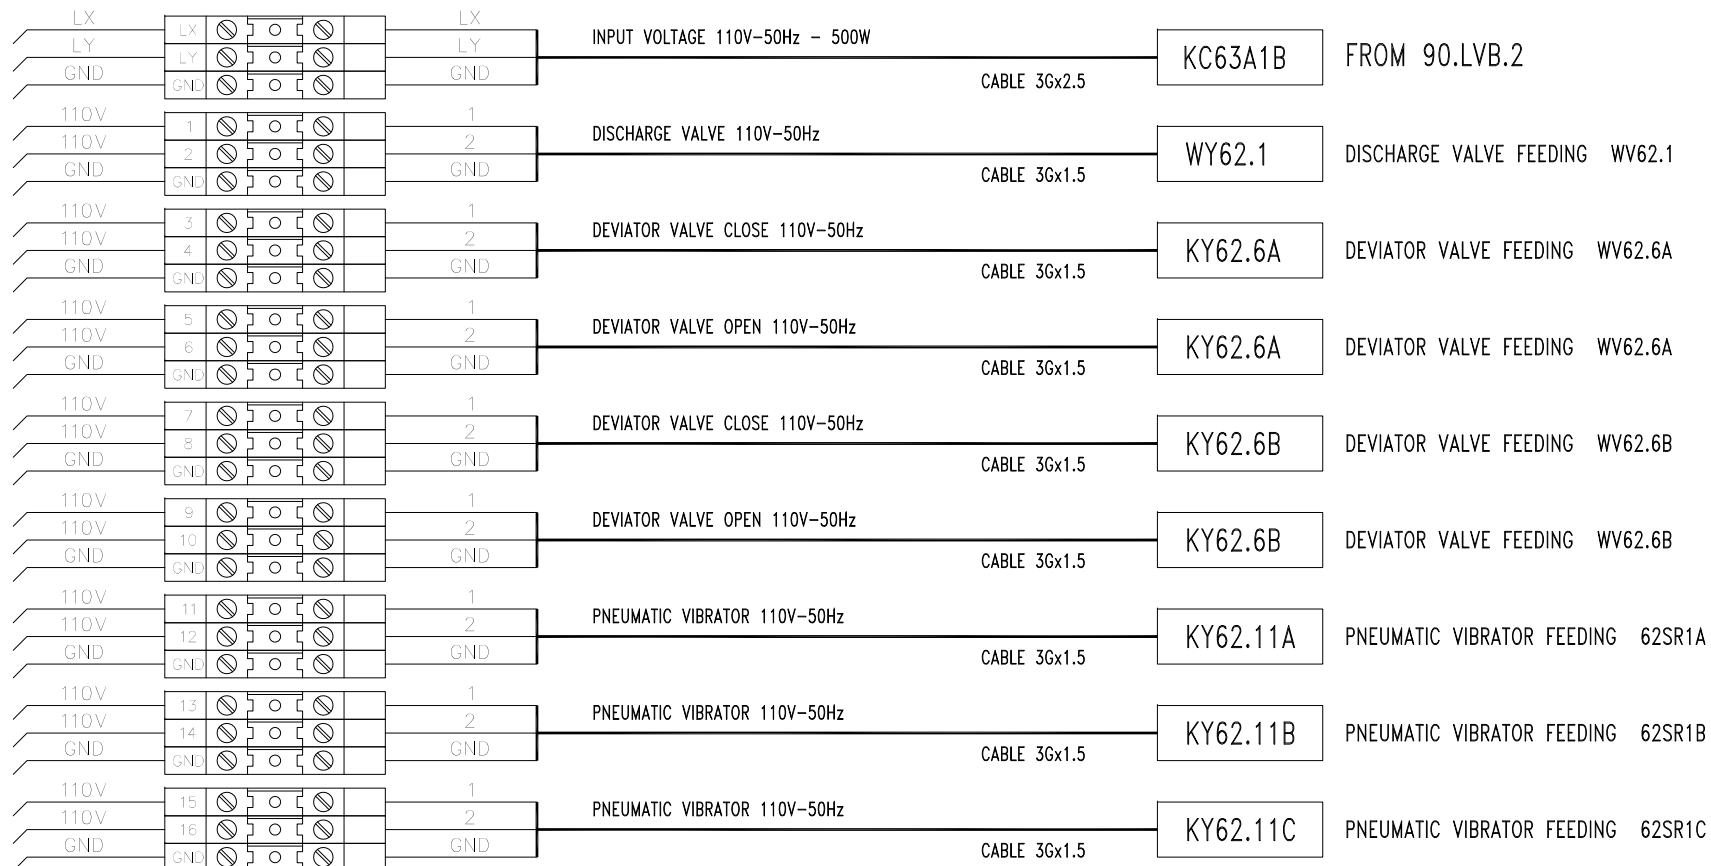 LX LX LX
INPUT VOLTAGE 110V-50Hz - 500W
LY LY LY
KC63A1B FROM 90.LVB.2
GND GND GND
CABLE 3Gx2.5
110V 1 1
DISCHARGE VALVE 110V-50Hz
110V 2 2
WY62.1 DISCHARGE VALVE FEEDING WV62.1
GND GND GND
CABLE 3Gx1.5
110V 3 1
DEVIATOR VALVE CLOSE 110V-50Hz
110V 4 2
KY62.6A DEVIATOR VALVE FEEDING WV62.6A
GND GND GND
CABLE 3Gx1.5
110V 5 1
DEVIATOR VALVE OPEN 110V-50Hz
110V 6 2
KY62.6A DEVIATOR VALVE FEEDING WV62.6A
GND GND GND
CABLE 3Gx1.5
110V 7 1
DEVIATOR VALVE CLOSE 110V-50Hz
110V 8 2
KY62.6B DEVIATOR VALVE FEEDING WV62.6B
GND GND GND
CABLE 3Gx1.5
110V 9 1
DEVIATOR VALVE OPEN 110V-50Hz
110V 10 2
KY62.6B DEVIATOR VALVE FEEDING WV62.6B
GND GND GND
CABLE 3Gx1.5
110V 11 1
PNEUMATIC VIBRATOR 110V-50Hz
110V 12 2
KY62.11A PNEUMATIC VIBRATOR FEEDING 62SR1A
GND GND GND
CABLE 3Gx1.5
110V 13 1
PNEUMATIC VIBRATOR 110V-50Hz
110V 14 2
KY62.11B PNEUMATIC VIBRATOR FEEDING 62SR1B
GND GND GND
CABLE 3Gx1.5
110V 15 1
PNEUMATIC VIBRATOR 110V-50Hz
110V 16 2
KY62.11C PNEUMATIC VIBRATOR FEEDING 62SR1C
GND GND GND
CABLE 3Gx1.5